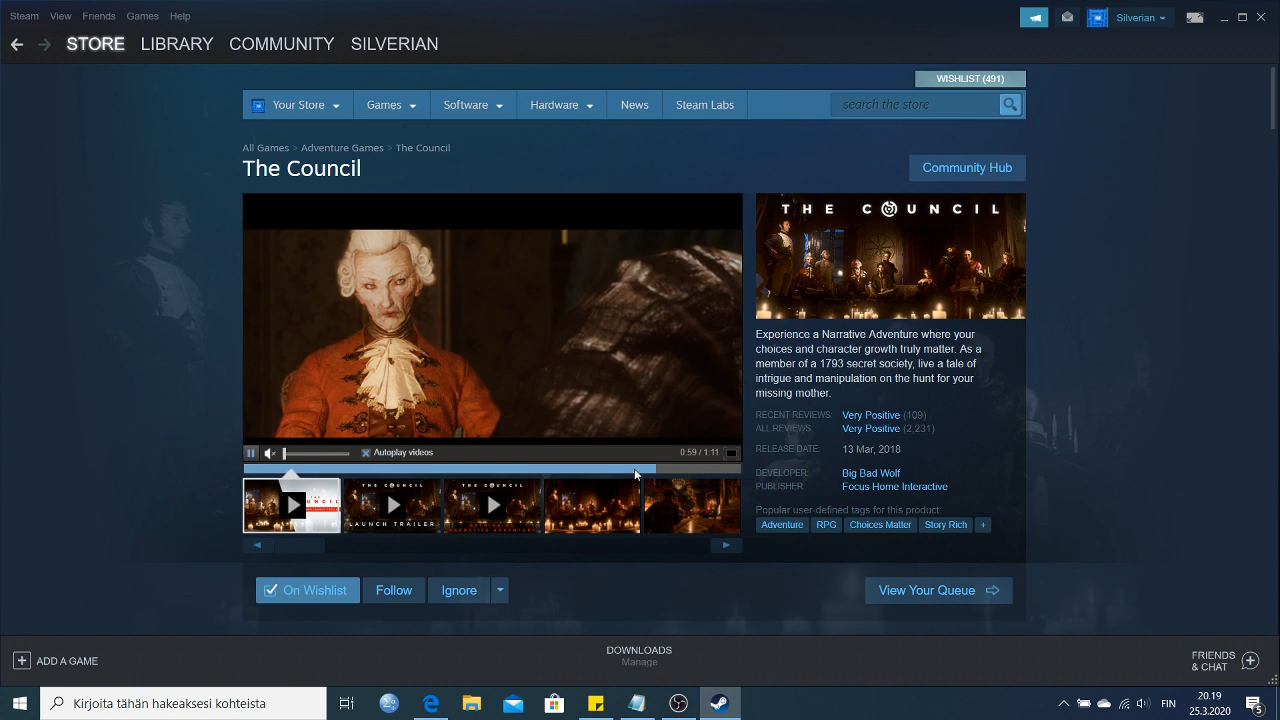 Steam View Friends Games Help
Silverian
STORE LIBRARY COMMUNITY SILVERIAN
WISHLIST (491)
Your Store Games Software Hardware News Steam Labs search the store
All Games > Adventure Games > The Council
The Council
Community Hub
THE COUNCIL
Experience a Narrative Adventure where your
choices and character growth truly matter. As a
member of a 1793 secret society, live a tale of
intrigue and manipulation on the hunt for your
missing mother.
RECENT REVIEWS: Very Positive (109)
ALL REVIEWS: Very Positive (2,231)
RELEASE DATE: 13 Mar, 2018
DEVELOPER: Big Bad Wolf
PUBLISHER: Focus Home Interactive
Popular user-defined tags for this product:
Adventure RPG Choices Matter Story Rich +
Autoplay videos 0:59 / 1:11
THE COUNCIL
LAUNCH TRAILER
THE COUNCIL
On Wishlist Follow Ignore View Your Queue
ADD A GAME
DOWNLOADS
Manage
FRIENDS
& CHAT
Kirjoita tähän hakeaksesi kohteista
FIN
20.19
25.3.2020
5